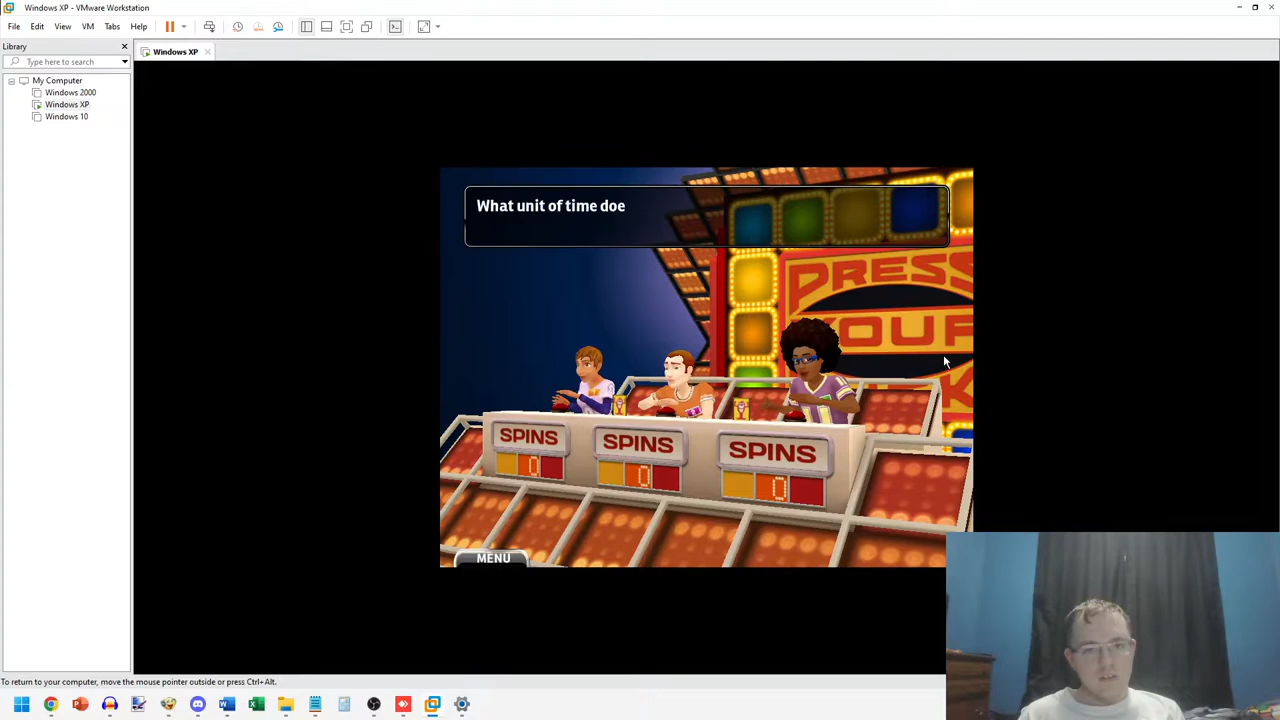 Windows XP - VMware Workstation
File Edit View VM Tabs Help
Library
Type here to search
My Computer
Windows 2000
Windows XP
Windows 10
Windows XP
What unit of time doe
PRESS
YOUR
SPINS
SPINS
SPINS
0
0
0
MENU
To return to your computer, move the mouse pointer outside or press Ctrl+Alt.